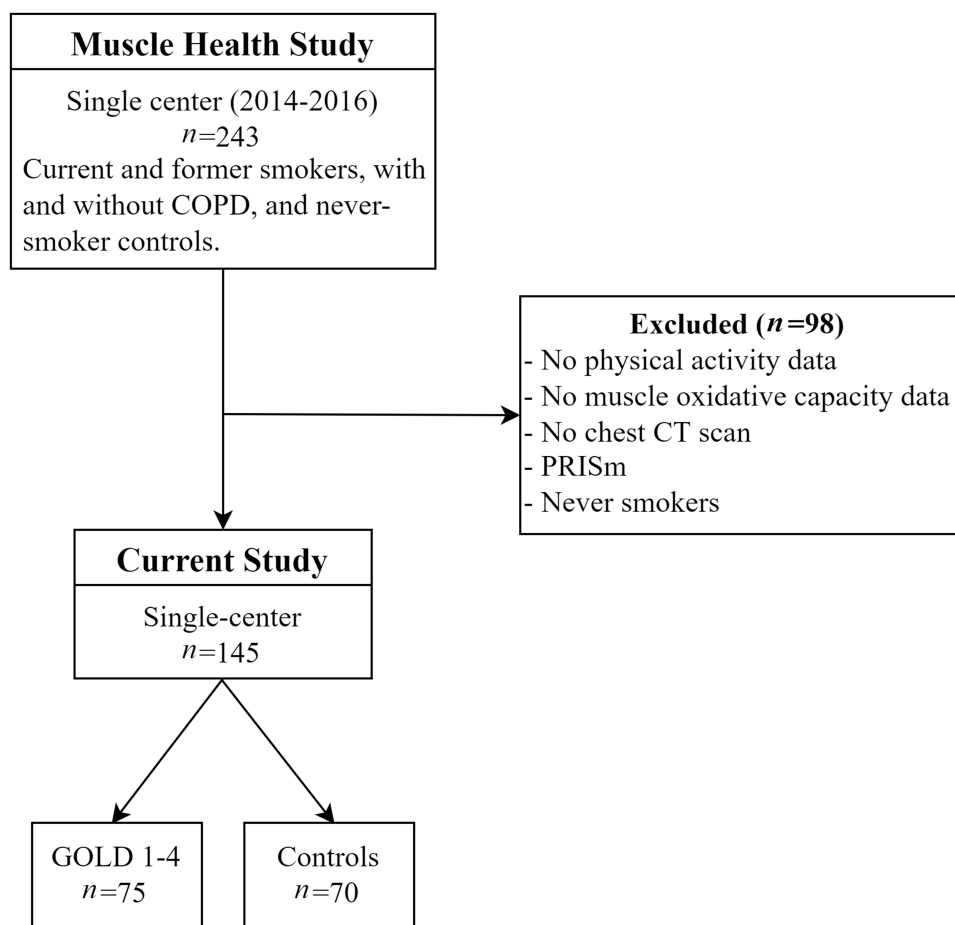 Muscle Health Study
Single center (2014-2016)
n=243
Current and former smokers, with
and without COPD, and never-
smoker controls.
Excluded (n=98)
- No physical activity data
- No muscle oxidative capacity data
- No chest CT scan
- PRISm
- Never smokers
Current Study
Single-center
n=145
GOLD 1-4
n=75
Controls
n=70